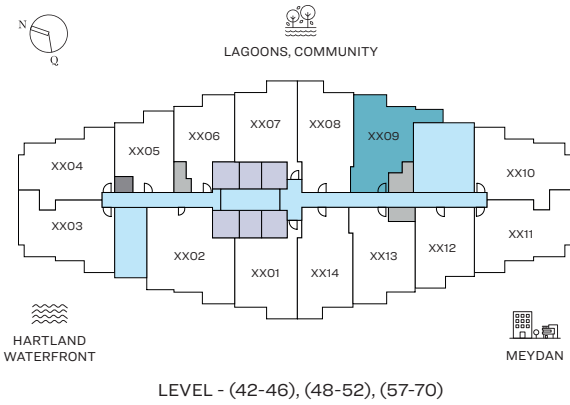 N
Q
LAGOONS, COMMUNITY
XX07
XX08
XX06
XX09
XX05
XX04
XX10
XX03
XX02
XX01
XX14
XX13
XX12
XX11
HARTLAND
WATERFRONT
MEYDAN
LEVEL - (42-46), (48-52), (57-70)